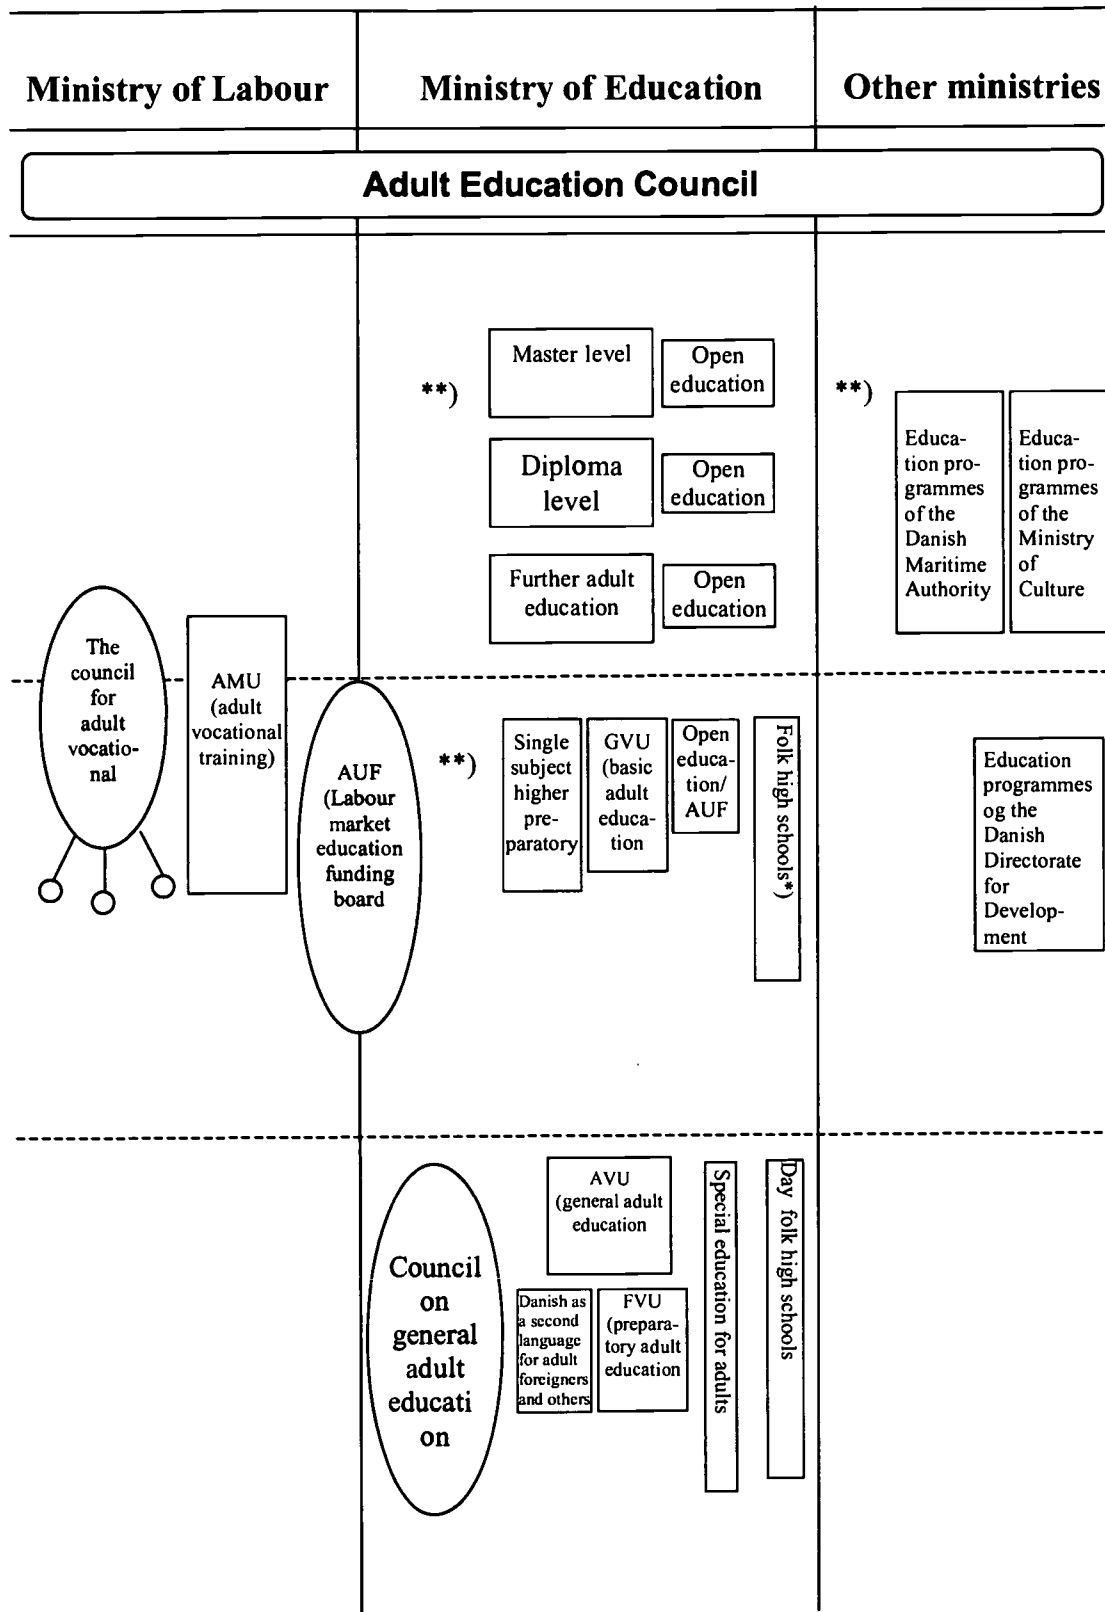 Ministry of Labour
Ministry of Education
Other ministries
Adult Education Council
**)
Master level
Open
education
Diploma
level
Open
education
Further adult
education
Open
education
**)
Educa-
tion pro-
grammes
of the
Danish
Maritime
Authority
Educa-
tion pro-
grammes
of the
Ministry
of
Culture
The
council
for
adult
vocatio-
nal
AMU
(adult
vocational
training)
AUF
(Labour
market
education
funding
board
**)
Single
subject
higher
pre-
paratory
GVU
(basic
adult
educa-
tion
Open
educa-
tion/
AUF
Folk high schools*)
Education
programmes
og the
Danish
Directorate
for
Develop-
ment
Council
on
general
adult
educati
on
AVU
(general adult
education
Danish as
a second
language
for adult
foreigners
and others
FVU
(prepara-
tory adult
education
Special education for adults
Day folk high schools